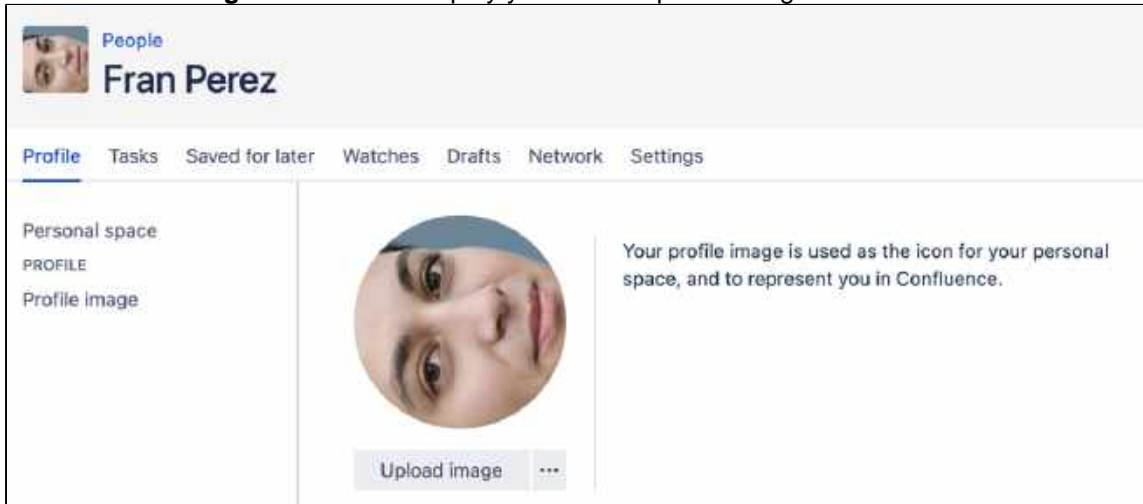 People
Fran Perez
Profile Tasks Saved for later Watches Drafts Network Settings
Personal space
PROFILE
Profile image
Your profile image is used as the icon for your personal
space, and to represent you in Confluence.
Upload image ...